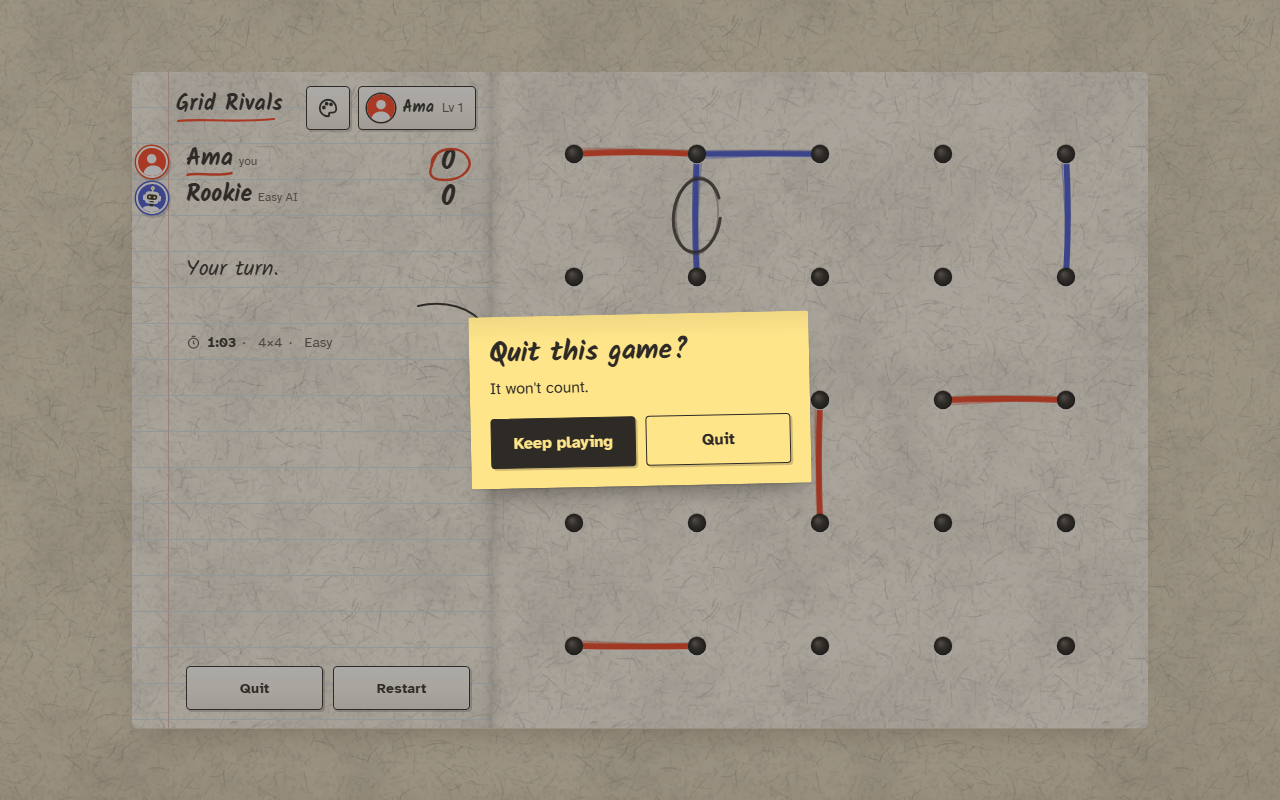 Grid Rivals
Ama Lv 1
Ama you 0
Rookie Easy AI 0
Your turn.
1:03 · 4×4 · Easy
Quit this game?
It won't count.
Keep playing Quit
Quit Restart